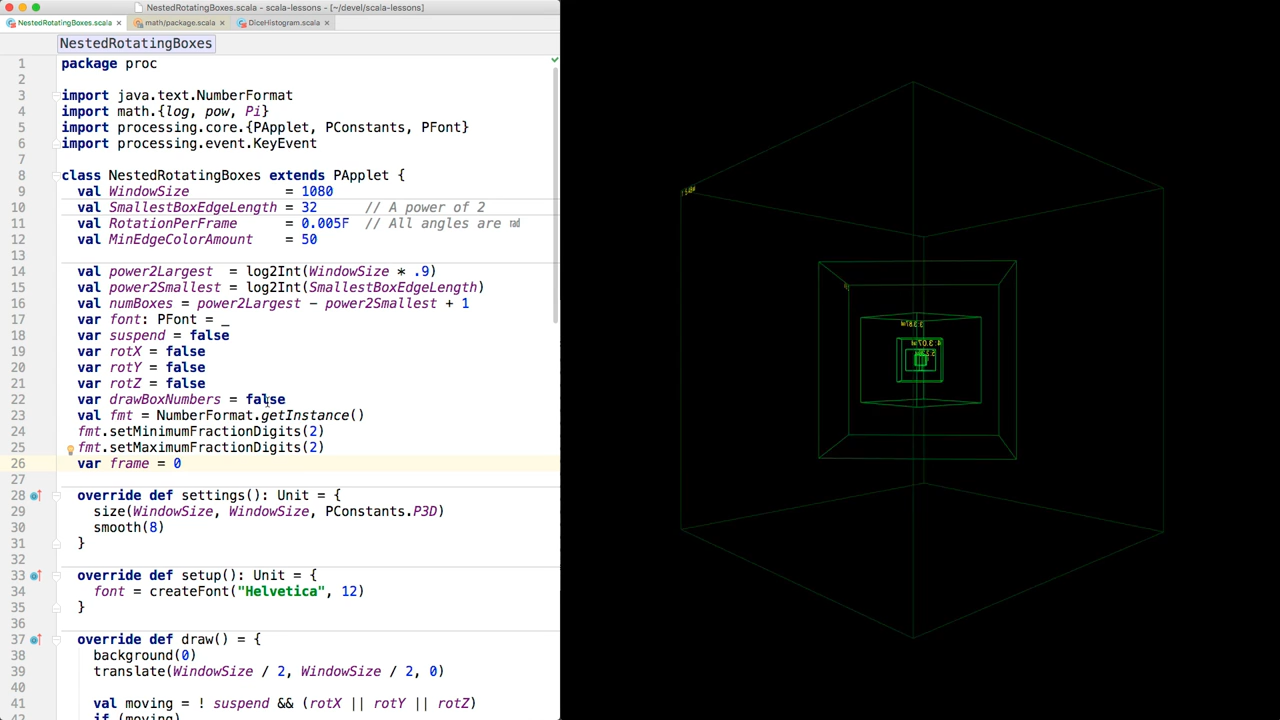 NestedRotatingBoxes.scala - scala-lessons - [~/devel/scala-lessons]
NestedRotatingBoxes.scala × math/package.scala × DiceHistogram.scala ×
NestedRotatingBoxes
1 package proc
2
3 import java.text.NumberFormat
4 import math.{log, pow, Pi}
5 import processing.core.{PApplet, PConstants, PFont}
6 import processing.event.KeyEvent
7
8 class NestedRotatingBoxes extends PApplet {
9 val WindowSize = 1080
10 val SmallestBoxEdgeLength = 32 // A power of 2
11 val RotationPerFrame = 0.005F // All angles are rad
12 val MinEdgeColorAmount = 50
13
14 val power2Largest = log2Int(WindowSize * .9)
15 val power2Smallest = log2Int(SmallestBoxEdgeLength)
16 val numBoxes = power2Largest - power2Smallest + 1
17 var font: PFont = _
18 var suspend = false
19 var rotX = false
20 var rotY = false
21 var rotZ = false
22 var drawBoxNumbers = false
23 val fmt = NumberFormat.getInstance()
24 fmt.setMinimumFractionDigits(2)
25 fmt.setMaximumFractionDigits(2)
26 var frame = 0
27
28 override def settings(): Unit = {
29 size(WindowSize, WindowSize, PConstants.P3D)
30 smooth(8)
31 }
32
33 override def setup(): Unit = {
34 font = createFont("Helvetica", 12)
35 }
36
37 override def draw() = {
38 background(0)
39 translate(WindowSize / 2, WindowSize / 2, 0)
40
41 val moving = ! suspend && (rotX || rotY || rotZ)
42 if (moving)